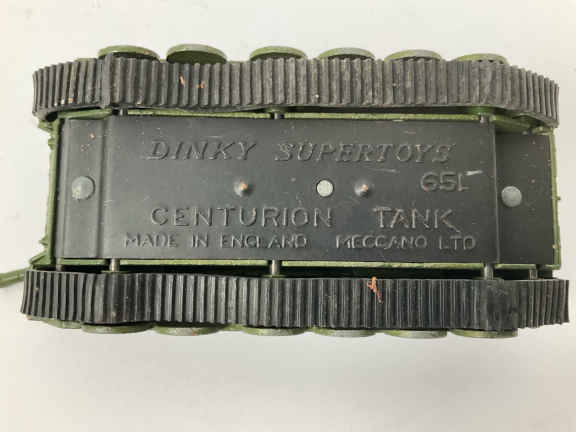 DINKY SUPERTOYS
651
CENTURION TANK
MADE IN ENGLAND MECCANO LTD